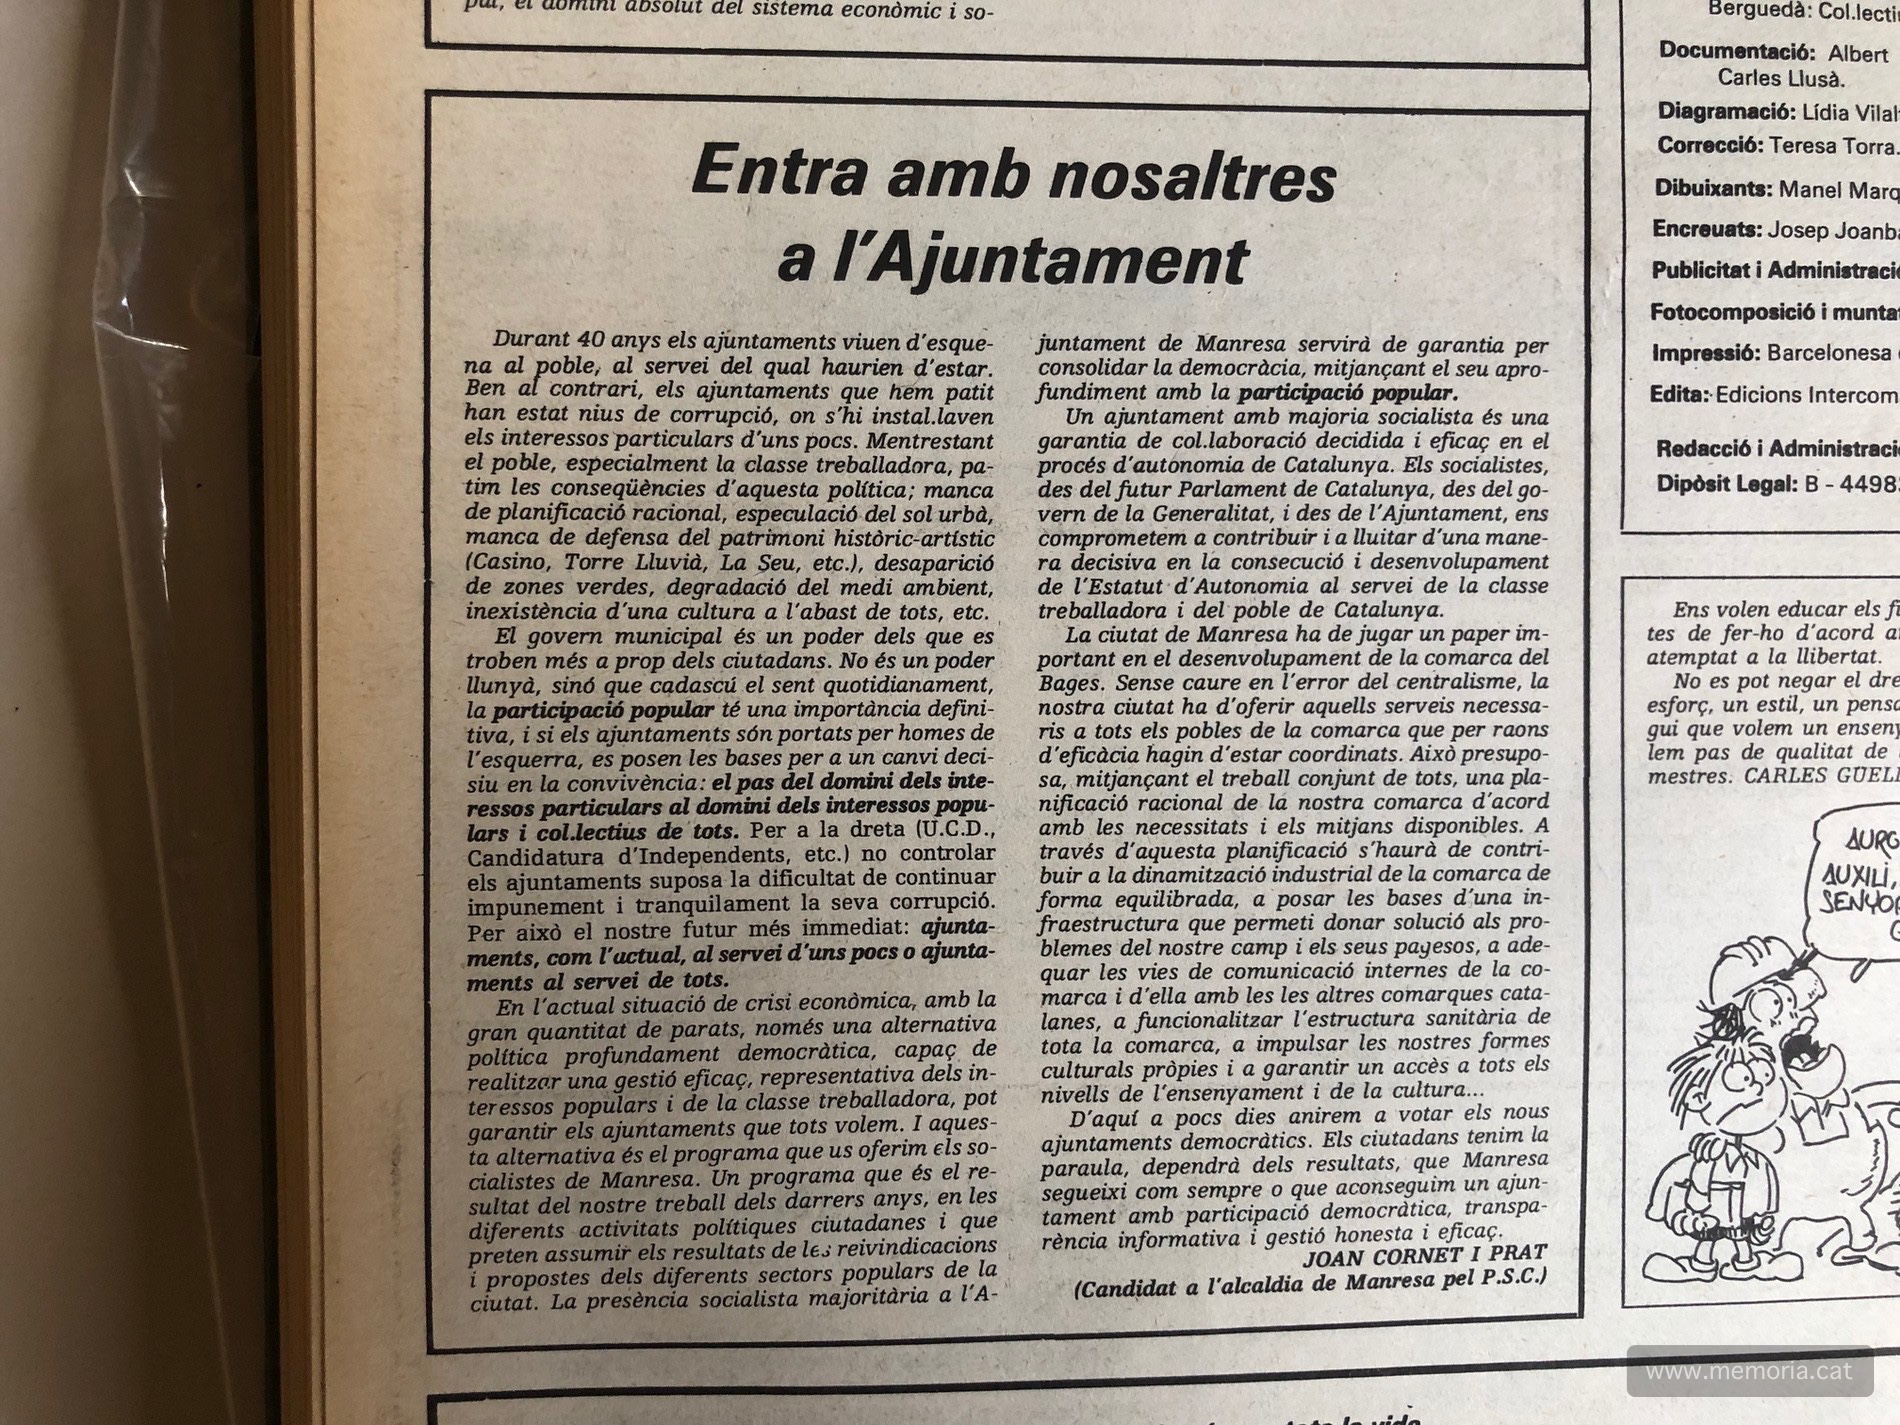 pul, el domini absolut del sistema econòmic i so-
Entra amb nosaltres
a l'Ajuntament
Durant 40 anys els ajuntaments viuen d'esque-
na al poble, al servei del qual haurien d'estar.
Ben al contrari, els ajuntaments que hem patit
han estat nius de corrupció, on s'hi instal.laven
els interessos particulars d'uns pocs. Mentrestant
el poble, especialment la classe treballadora, pa-
tim les conseqüències d'aquesta política; manca
de planificació racional, especulació del sol urbà,
manca de defensa del patrimoni històric-artístic
(Casino, Torre Lluvià, La Seu, etc.), desaparició
de zones verdes, degradació del medi ambient,
inexistència d'una cultura a l'abast de tots, etc.
El govern municipal és un poder dels que es
troben més a prop dels ciutadans. No és un poder
llunyà, sinó que cadascú el sent quotidianament,
la participació popular té una importància defini-
tiva, i si els ajuntaments són portats per homes de
l'esquerra, es posen les bases per a un canvi deci-
siu en la convivència: el pas del domini dels inte-
ressos particulars al domini dels interessos popu-
lars i col.lectius de tots. Per a la dreta (U.C.D.,
Candidatura d'Independents, etc.) no controlar
els ajuntaments suposa la dificultat de continuar
impunement i tranquilament la seva corrupció.
Per això el nostre futur més immediat: ajunta-
ments, com l'actual, al servei d'uns pocs o ajunta-
ments al servei de tots.
En l'actual situació de crisi econòmica, amb la
gran quantitat de parats, només una alternativa
política profundament democràtica, capaç de
realitzar una gestió eficaç, representativa dels in-
teressos populars i de la classe treballadora, pot
garantir els ajuntaments que tots volem. I aques-
ta alternativa és el programa que us oferim els so-
cialistes de Manresa. Un programa que és el re-
sultat del nostre treball dels darrers anys, en les
diferents activitats polítiques ciutadanes i que
preten assumir els resultats de les reivindicacions
i propostes dels diferents sectors populars de la
ciutat. La presència socialista majoritària a l'A-
juntament de Manresa servirà de garantia per
consolidar la democràcia, mitjançant el seu apro-
fundiment amb la participació popular.
Un ajuntament amb majoria socialista és una
garantia de col.laboració decidida i eficaç en el
procés d'autonomia de Catalunya. Els socialistes,
des del futur Parlament de Catalunya, des del go-
vern de la Generalitat, i des de l'Ajuntament, ens
comprometem a contribuir i a lluitar d'una mane-
ra decisiva en la consecució i desenvolupament
de l'Estatut d'Autonomia al servei de la classe
treballadora i del poble de Catalunya.
La ciutat de Manresa ha de jugar un paper im-
portant en el desenvolupament de la comarca del
Bages. Sense caure en l'error del centralisme, la
nostra ciutat ha d'oferir aquells serveis necessa-
ris a tots els pobles de la comarca que per raons
d'eficàcia hagin d'estar coordinats. Això presupo-
sa, mitjançant el treball conjunt de tots, una pla-
nificació racional de la nostra comarca d'acord
amb les necessitats i els mitjans disponibles. A
través d'aquesta planificació s'haurà de contri-
buir a la dinamització industrial de la comarca de
forma equilibrada, a posar les bases d'una in-
fraestructura que permeti donar solució als pro-
blemes del nostre camp i els seus pagesos, a ade-
quar les vies de comunicació internes de la co-
marca i d'ella amb les les altres comarques cata-
lanes, a funcionalitzar l'estructura sanitària de
tota la comarca, a impulsar les nostres formes
culturals pròpies i a garantir un accès a tots els
nivells de l'ensenyament i de la cultura...
D'aquí a pocs dies anirem a votar els nous
ajuntaments democràtics. Els ciutadans tenim la
paraula, dependrà dels resultats, que Manresa
segueixi com sempre o que aconseguim un ajun-
tament amb participació democràtica, transpa-
rència informativa i gestió honesta i eficaç.
JOAN CORNET I PRAT
(Candidat a l'alcaldia de Manresa pel P.S.C.)
Berguedà: Col.lecti
Documentació: Albert
Carles Llusà.
Diagramació: Lídia Vilal
Correcció: Teresa Torra.
Dibuixants: Manel Marq
Encreuats: Josep Joanba
Publicitat i Administració
Fotocomposició i munta
Impressió: Barcelonesa
Edita: Edicions Intercom
Redacció i Administraci
Dipòsit Legal: B - 4498
Ens volen educar els fi
tes de fer-ho d'acord a
atemptat a la llibertat.
No es pot negar el dre
esforç, un estil, un pensa
gui que volem un enseny
lem pas de qualitat de
mestres. CARLES GÜELL
AURG
AUXILI,
SENYOR
www.memoria.cat